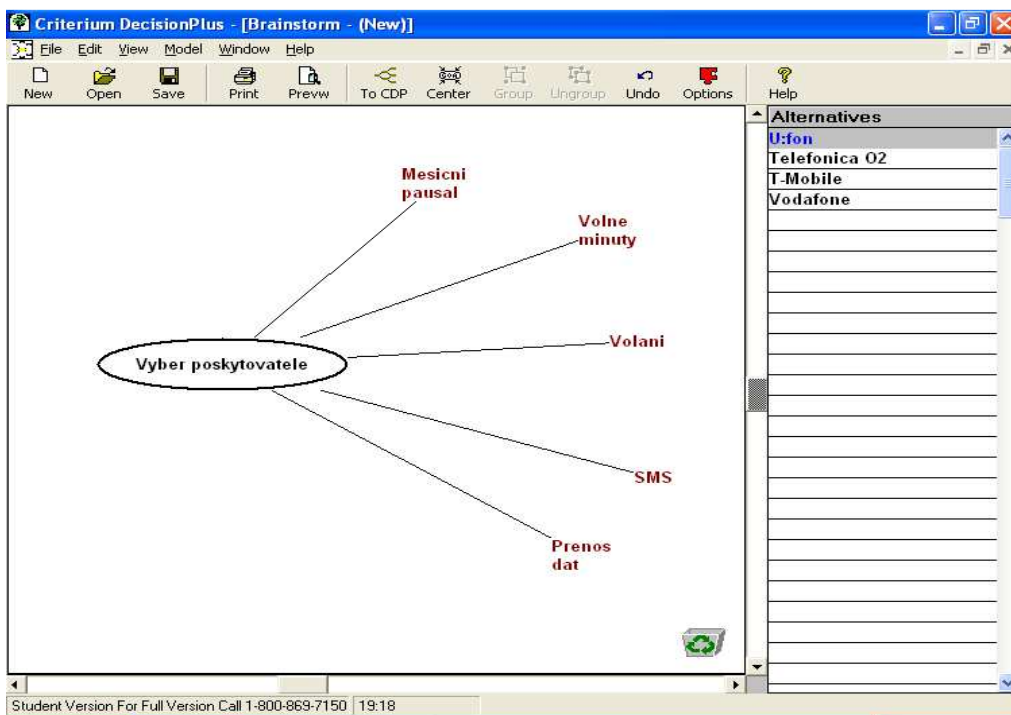 Criterium DecisionPlus - [Brainstorm - (New)]
File Edit View Model Window Help
New Open Save Print Prevw To CDP Center Group Ungroup Undo Options Help
Alternatives
U:fon
Telefonica O2
T-Mobile
Vodafone
Mesicni
pausal
Volne
minuty
Volani
Vyber poskytovatele
SMS
Prenos
dat
Student Version For Full Version Call 1-800-869-7150 19:18